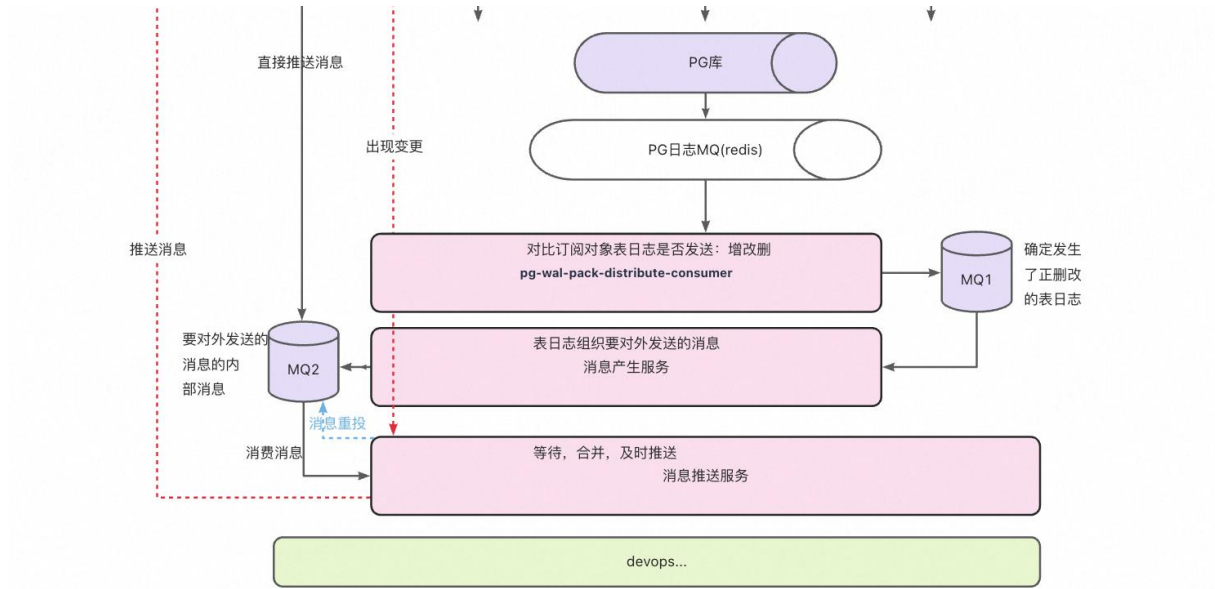 直接推送消息
PG库
出现变更
PG日志MQ(redis)
推送消息
对比订阅对象表日志是否发送：增改删
pg-wal-pack-distribute-consumer
MQ1
确定发生
了正删改
的表日志
要对外发送的
消息的内
部消息
MQ2
表日志组织要对外发送的消息
消息产生服务
消息重投
消费消息
等待，合并，及时推送
消息推送服务
devops...